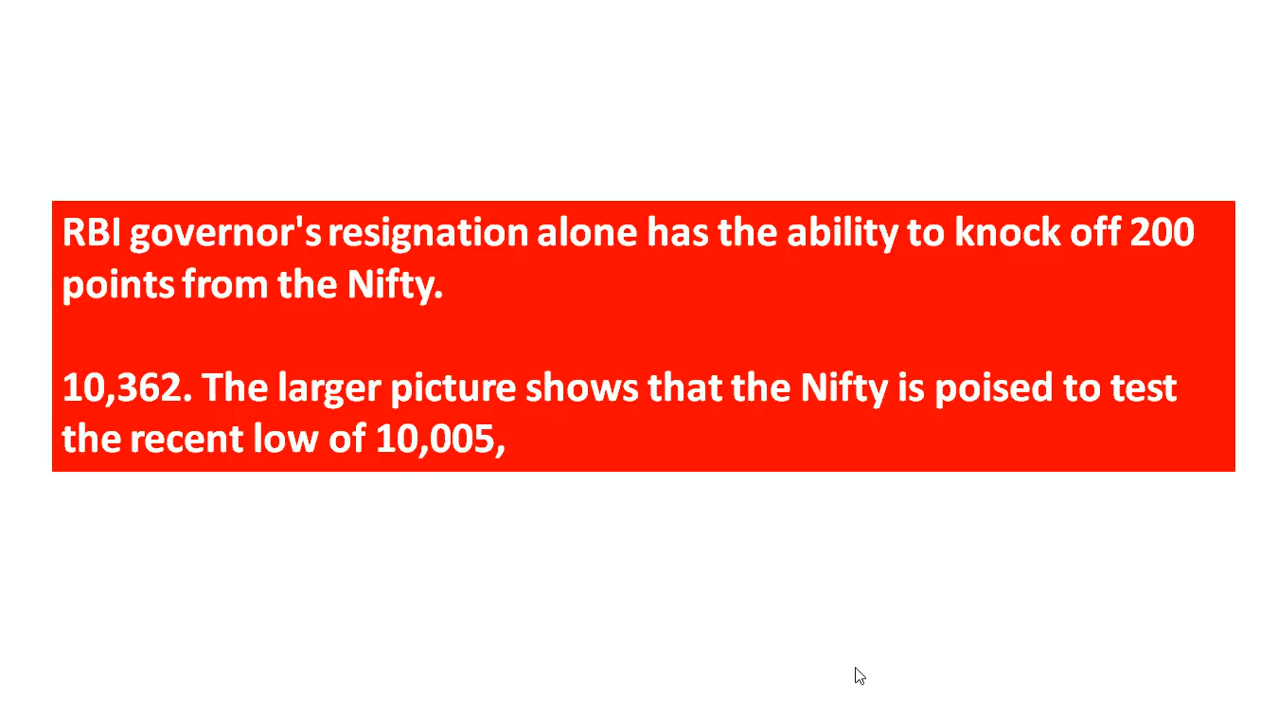 RBI governor's resignation alone has the ability to knock off 200
points from the Nifty.
10,362. The larger picture shows that the Nifty is poised to test
the recent low of 10,005,